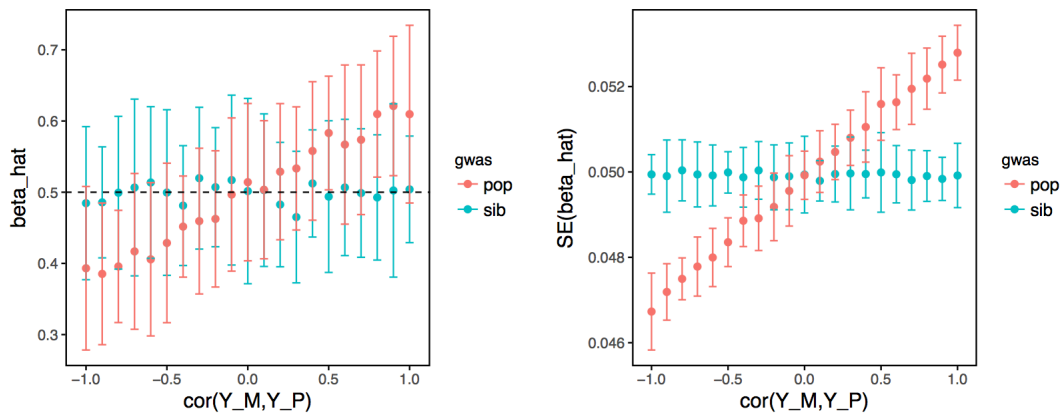 0.7
0.6
0.5
0.4
0.3
beta_hat
−1.0 −0.5 0.0 0.5 1.0
cor(Y_M,Y_P)
gwas
pop
sib
0.052
0.050
0.048
0.046
SE(beta_hat)
−1.0 −0.5 0.0 0.5 1.0
cor(Y_M,Y_P)
gwas
pop
sib